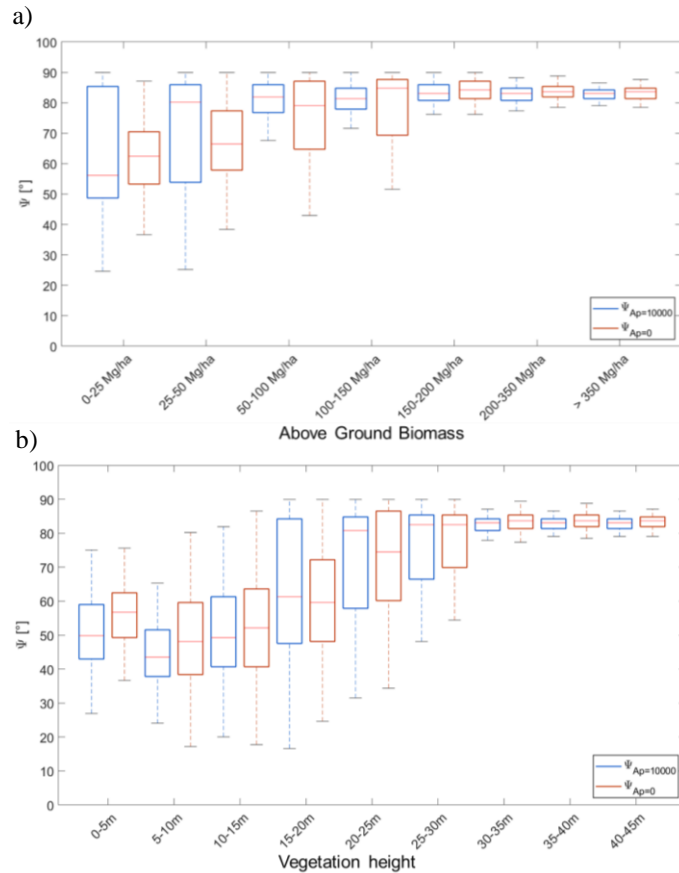 a)
100
90
80
70
60
50
40
30
20
10
0
Ψ [°]
Ψ Ap=10000
Ψ Ap=0
0-25 Mg/ha
25-50 Mg/ha
50-100 Mg/ha
100-150 Mg/ha
150-200 Mg/ha
200-350 Mg/ha
> 350 Mg/ha
Above Ground Biomass
b)
100
90
80
70
60
50
40
30
20
10
0
Ψ [°]
Ψ Ap=10000
Ψ Ap=0
0-5m
5-10m
10-15m
15-20m
20-25m
25-30m
30-35m
35-40m
40-45m
Vegetation height